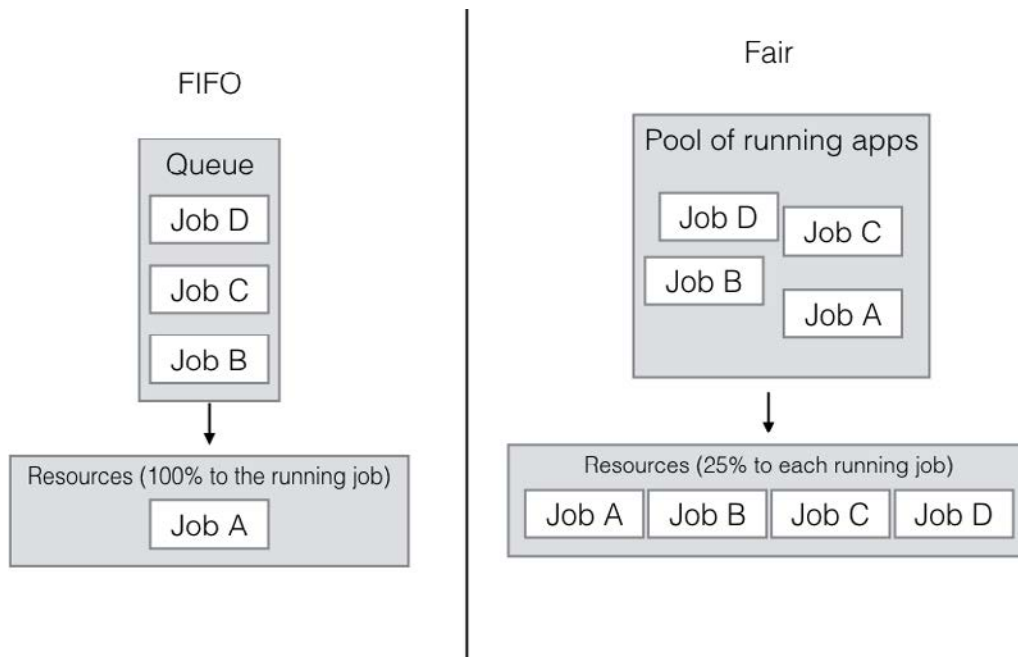 FIFO
Queue
Job D
Job C
Job B
Resources (100% to the running job)
Job A
Fair
Pool of running apps
Job D
Job C
Job B
Job A
Resources (25% to each running job)
Job A
Job B
Job C
Job D